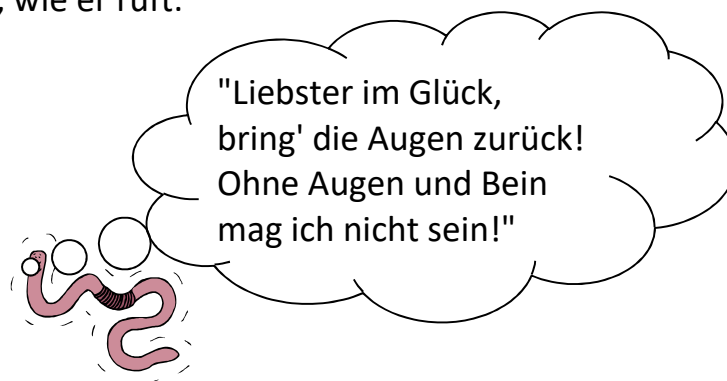 , wie er ruft:
"Liebster im Glück,
bring' die Augen zurück!
Ohne Augen und Bein
mag ich nicht sein!"